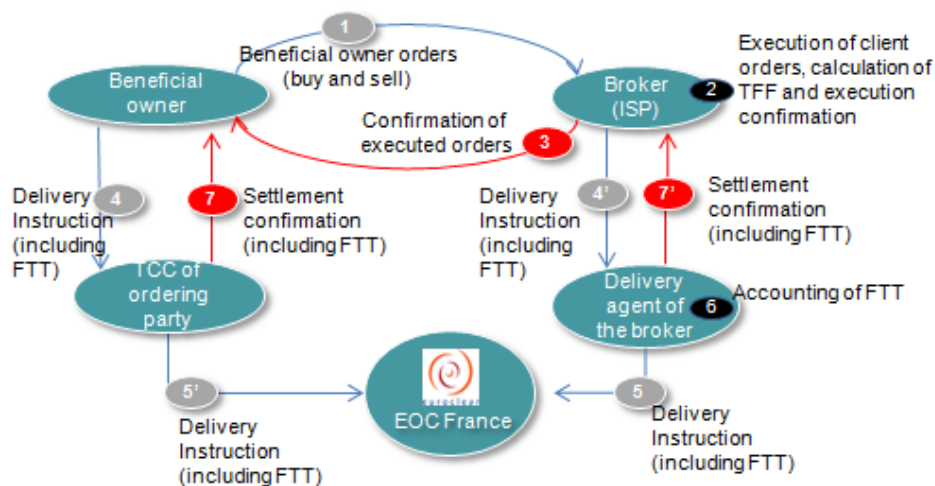 1
Beneficial owner orders
(buy and sell)
Beneficial
owner
Broker
(ISP)
2
Execution of client
orders, calculation of
TFF and execution
confirmation
Confirmation of
executed orders
3
4
Delivery
Instruction
(including
FTT)
7
Settlement
confirmation
(including FTT)
4'
Delivery
Instruction
(including
FTT)
7'
Settlement
confirmation
(including FTT)
TCC of
ordering
party
Delivery
agent of
the broker
6
Accounting of FTT
euroclear
EOC France
5'
Delivery
Instruction
(including FTT)
5
Delivery
Instruction
(including FTT)